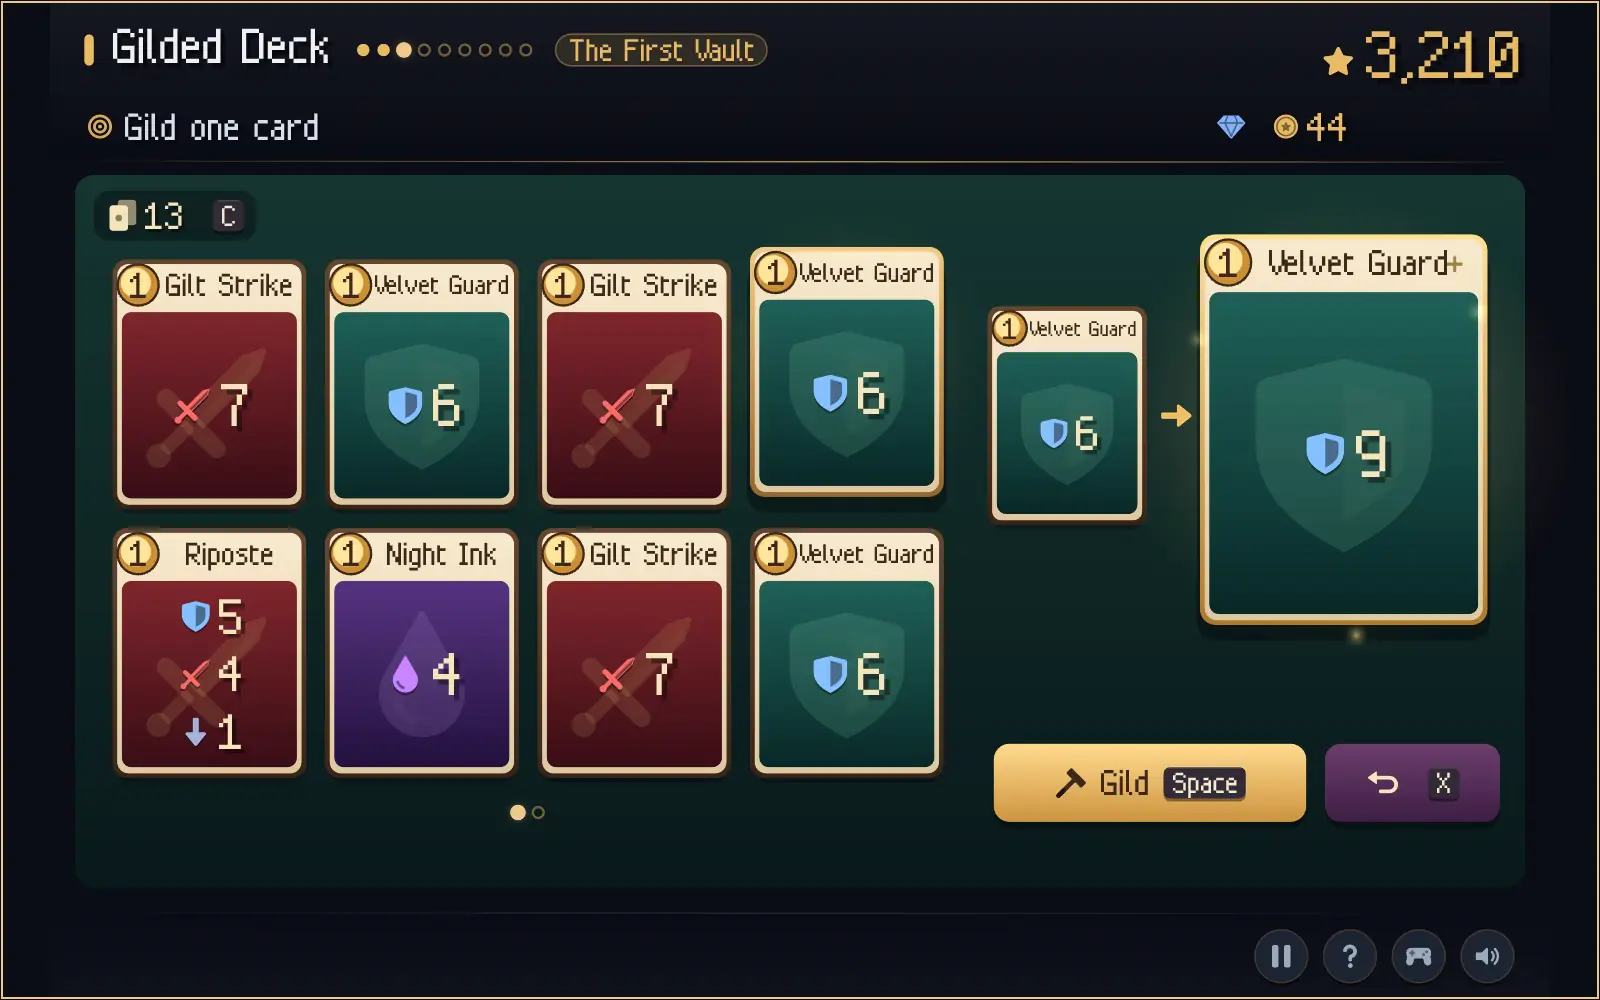 Gilded Deck
The First Vault
3,210
Gild one card
44
13 C
1 Gilt Strike
7
1 Velvet Guard
6
1 Gilt Strike
7
1 Velvet Guard
6
1 Riposte
5
4
1
1 Night Ink
4
1 Gilt Strike
7
1 Velvet Guard
6
1 Velvet Guard
6
1 Velvet Guard+
9
Gild Space
X
?